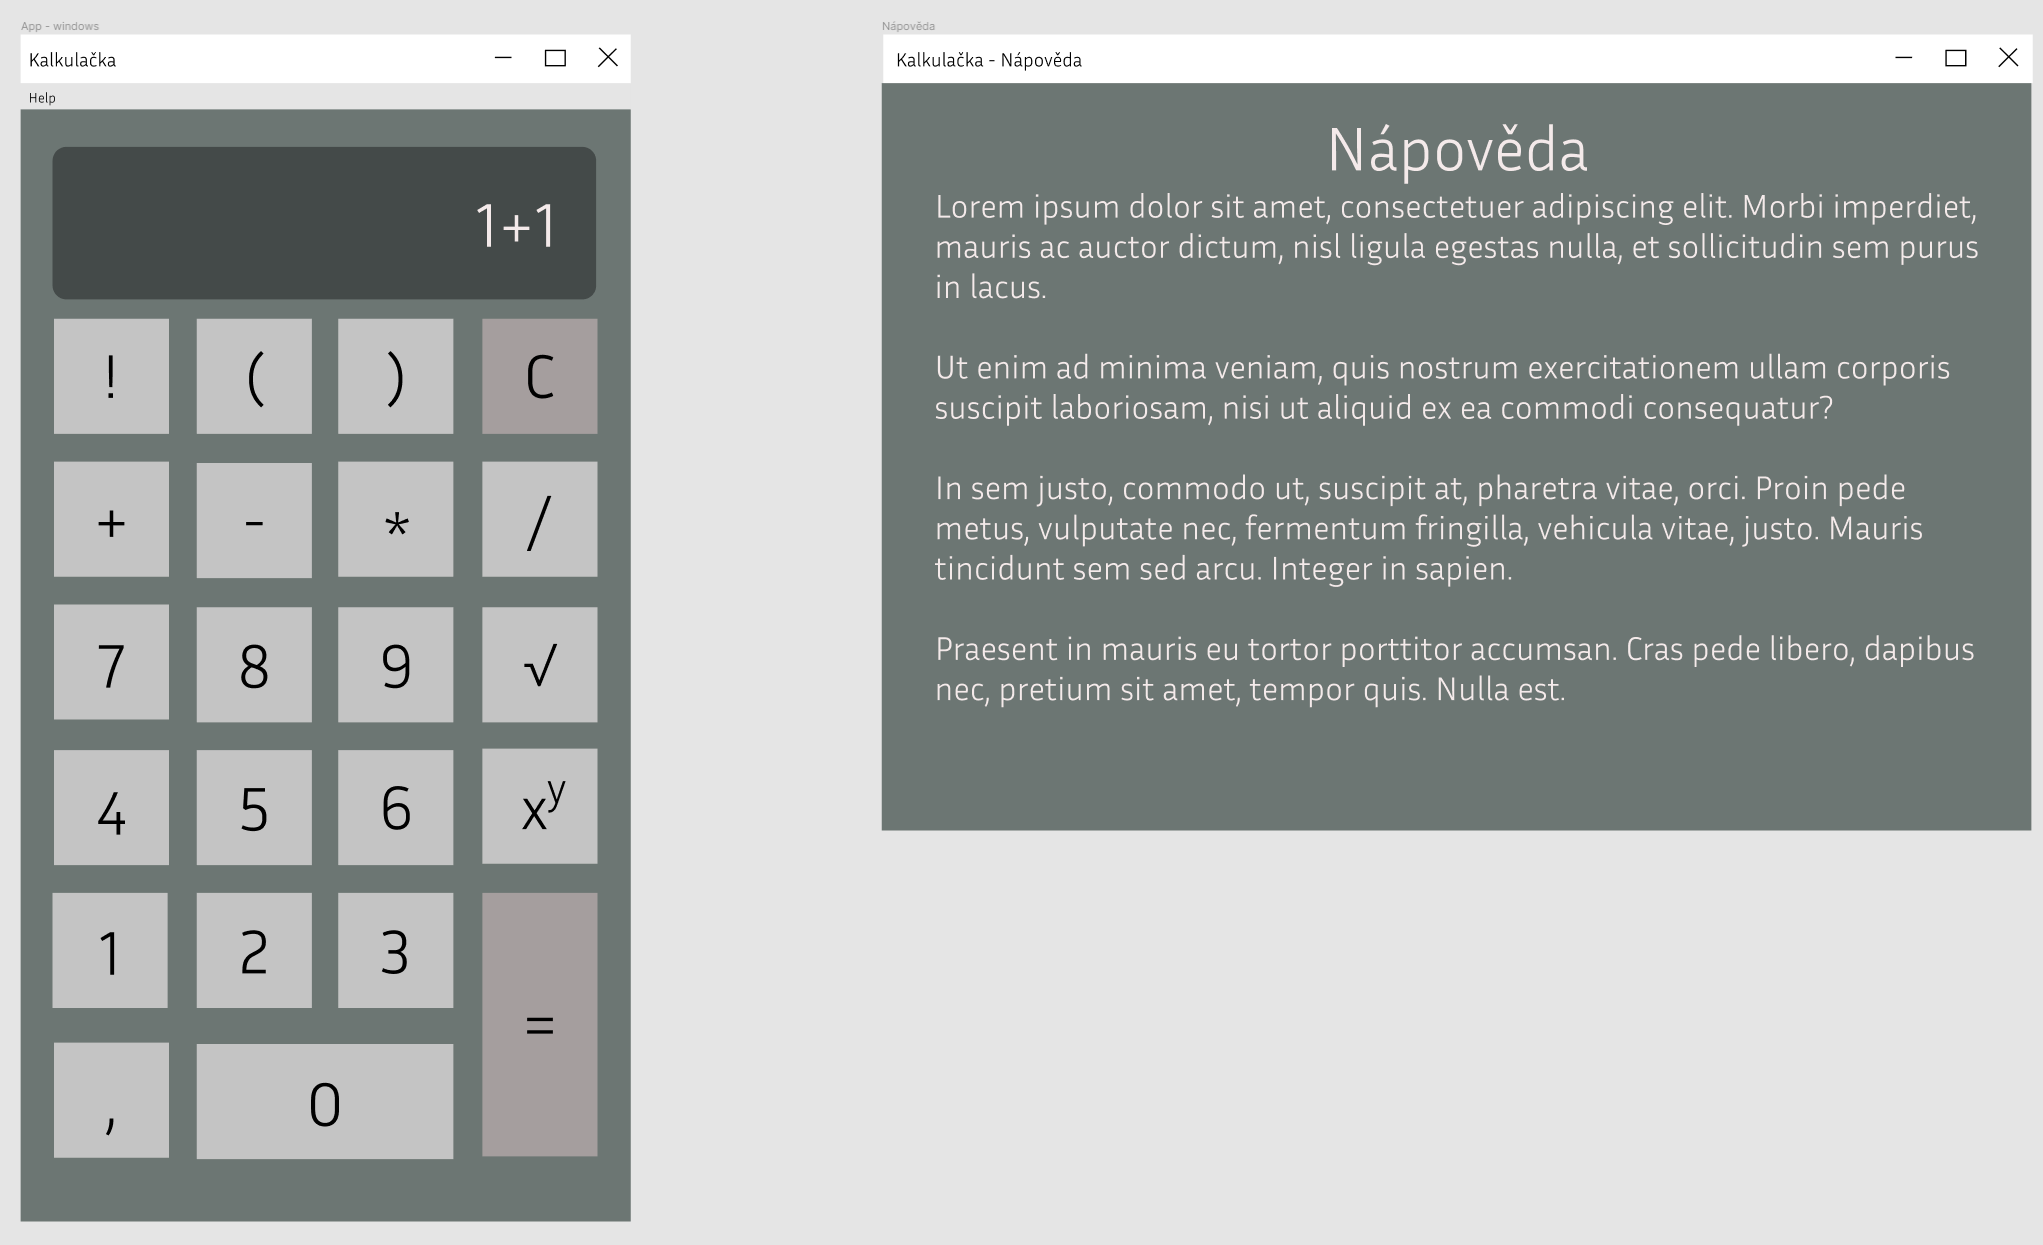 App - windows
Kalkulačka
Help
1+1
! ( ) C
+ - * /
7 8 9 √
4 5 6 xʸ
1 2 3
=
, 0
Nápověda
Kalkulačka - Nápověda
Nápověda
Lorem ipsum dolor sit amet, consectetuer adipiscing elit. Morbi imperdiet,
mauris ac auctor dictum, nisl ligula egestas nulla, et sollicitudin sem purus
in lacus.
Ut enim ad minima veniam, quis nostrum exercitationem ullam corporis
suscipit laboriosam, nisi ut aliquid ex ea commodi consequatur?
In sem justo, commodo ut, suscipit at, pharetra vitae, orci. Proin pede
metus, vulputate nec, fermentum fringilla, vehicula vitae, justo. Mauris
tincidunt sem sed arcu. Integer in sapien.
Praesent in mauris eu tortor porttitor accumsan. Cras pede libero, dapibus
nec, pretium sit amet, tempor quis. Nulla est.